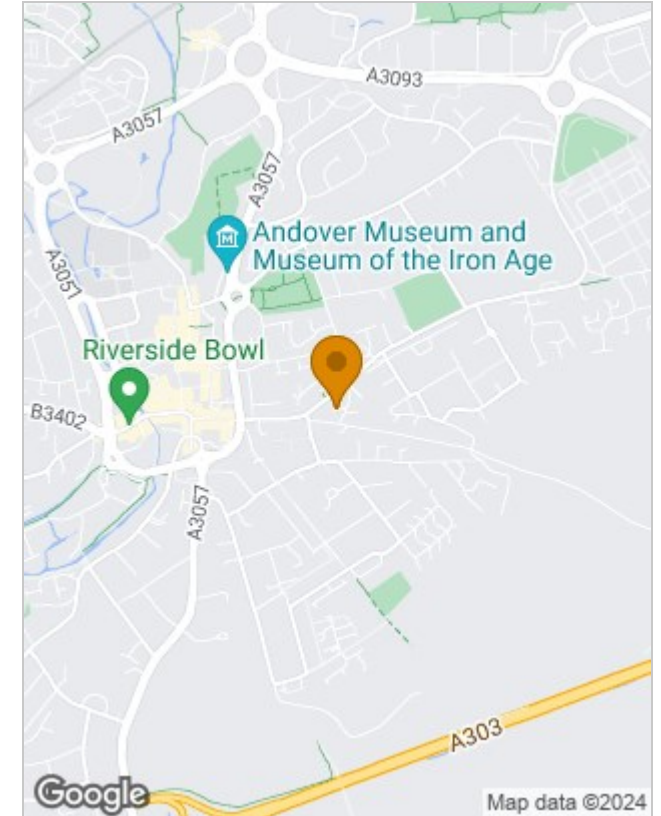 A3093
A3057
A3057
Andover Museum and
Museum of the Iron Age
A3057
Riverside Bowl
B3402
A3057
A303
Google
Map data ©2024